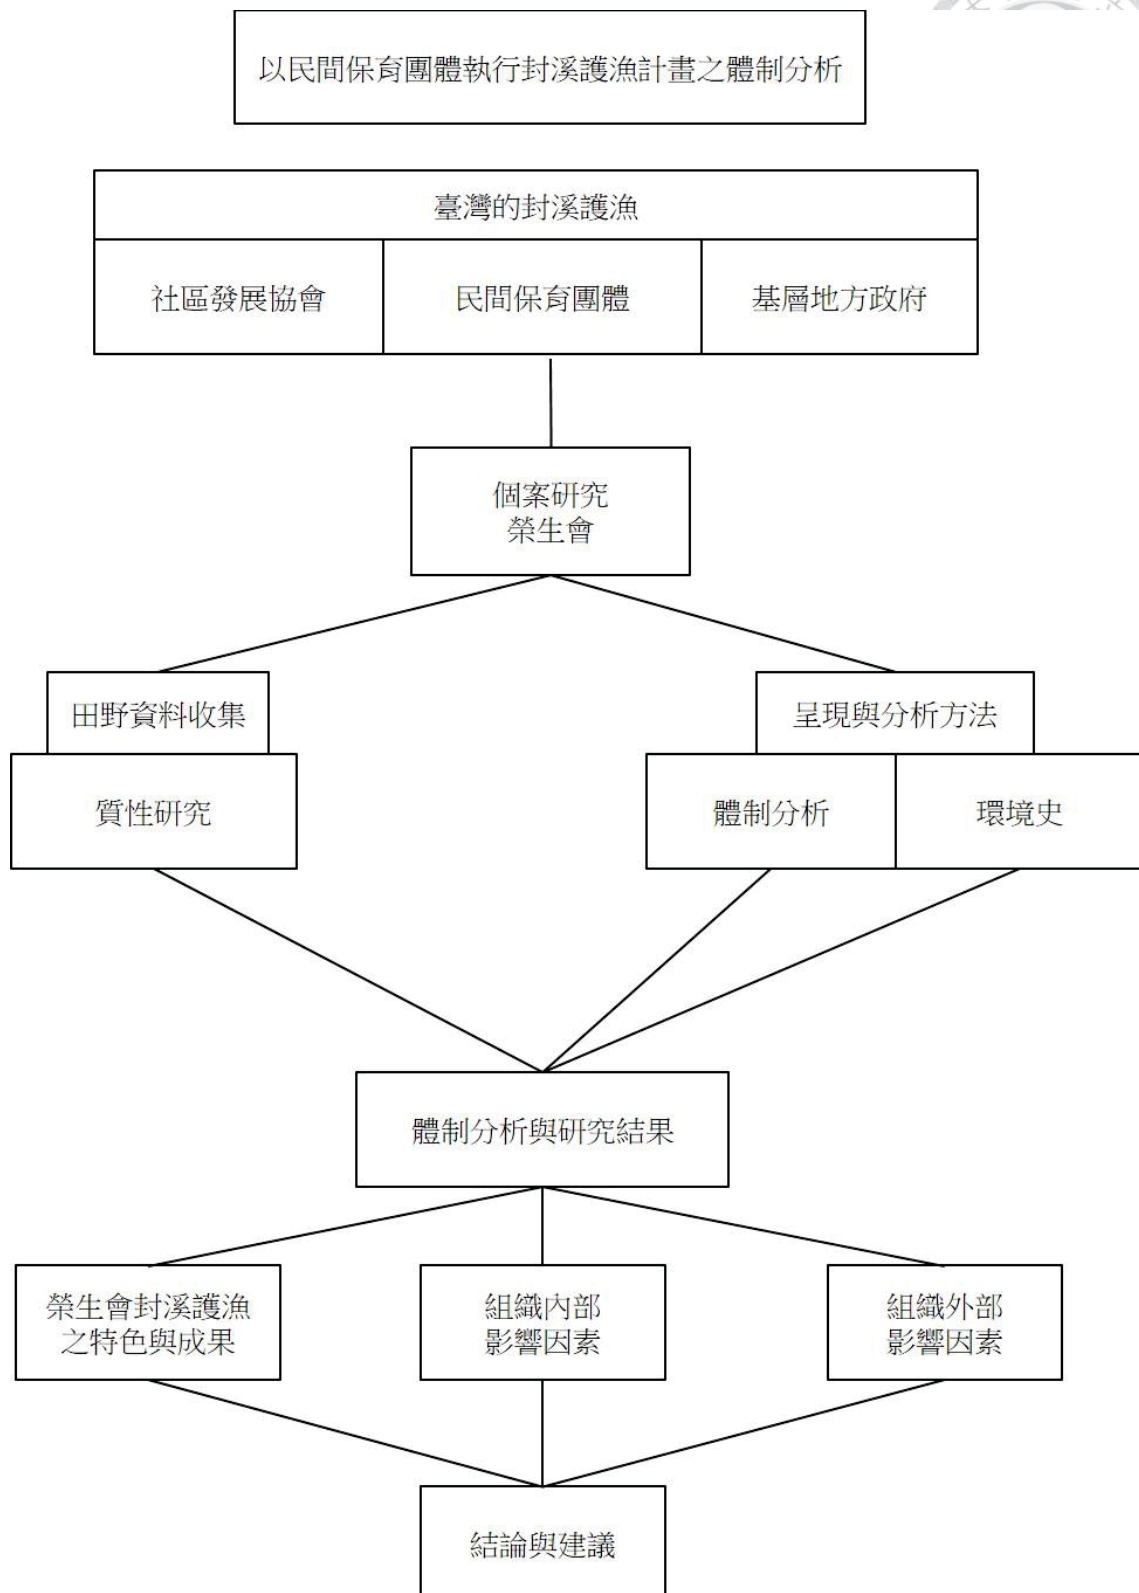 以民間保育團體執行封溪護漁計畫之體制分析
臺灣的封溪護漁
社區發展協會
民間保育團體
基層地方政府
個案研究
榮生會
田野資料收集
呈現與分析方法
質性研究
體制分析
環境史
體制分析與研究結果
榮生會封溪護漁
之特色與成果
組織內部
影響因素
組織外部
影響因素
結論與建議